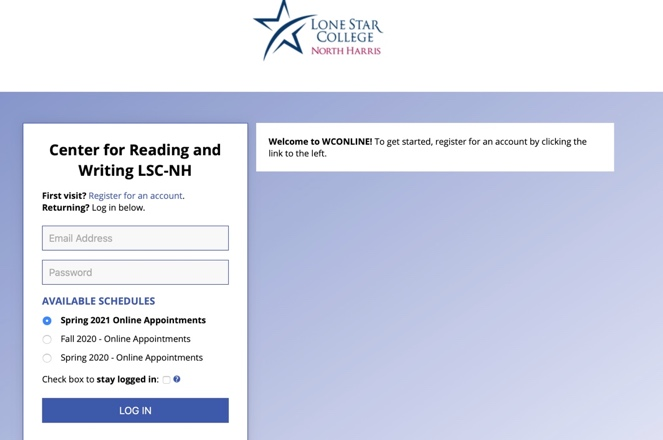 LONE STAR
COLLEGE
NORTH HARRIS
Center for Reading and
Writing LSC-NH
First visit? Register for an account.
Returning? Log in below.
Email Address
Password
AVAILABLE SCHEDULES
Spring 2021 Online Appointments
Fall 2020 - Online Appointments
Spring 2020 - Online Appointments
Check box to stay logged in: ?
LOG IN
Welcome to WCONLINE! To get started, register for an account by clicking the
link to the left.